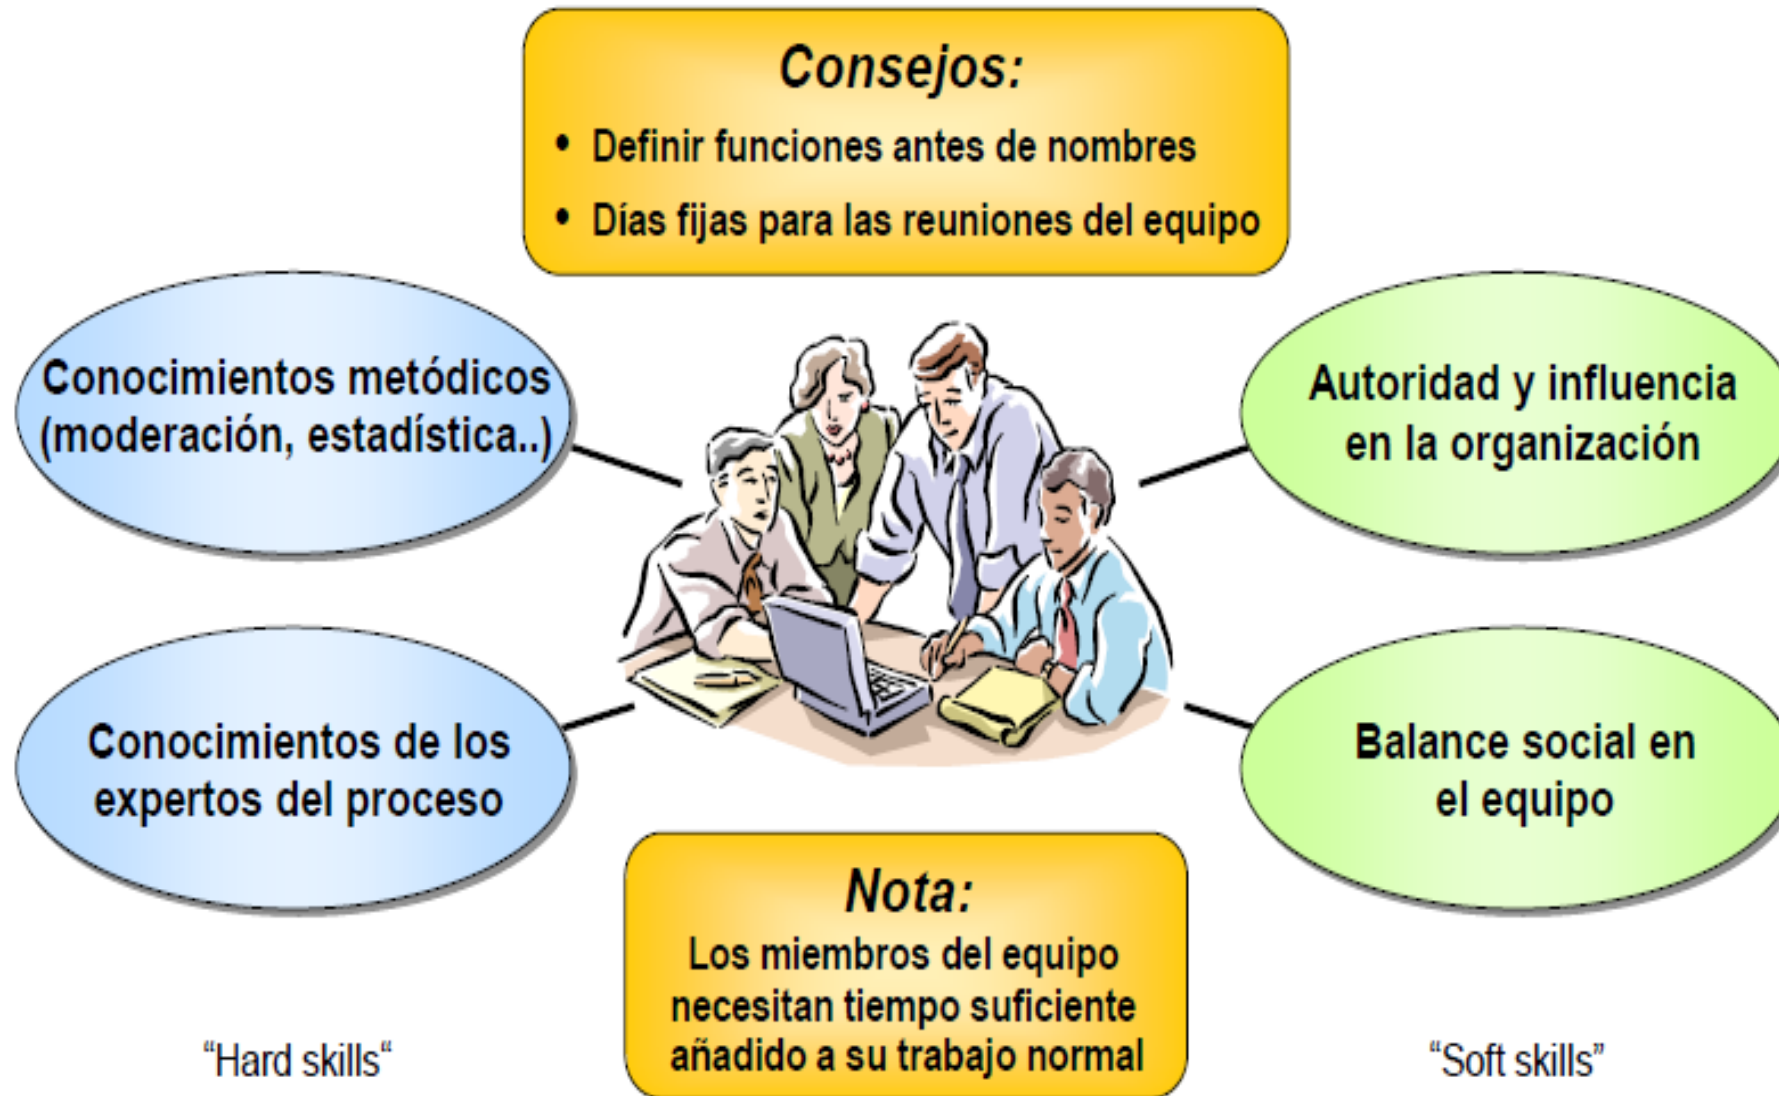 Consejos:
• Definir funciones antes de nombres
• Días fijas para las reuniones del equipo
Conocimientos metódicos
(moderación, estadística..)
Autoridad y influencia
en la organización
Conocimientos de los
expertos del proceso
Balance social en
el equipo
Nota:
Los miembros del equipo
necesitan tiempo suficiente
añadido a su trabajo normal
“Hard skills“
“Soft skills”